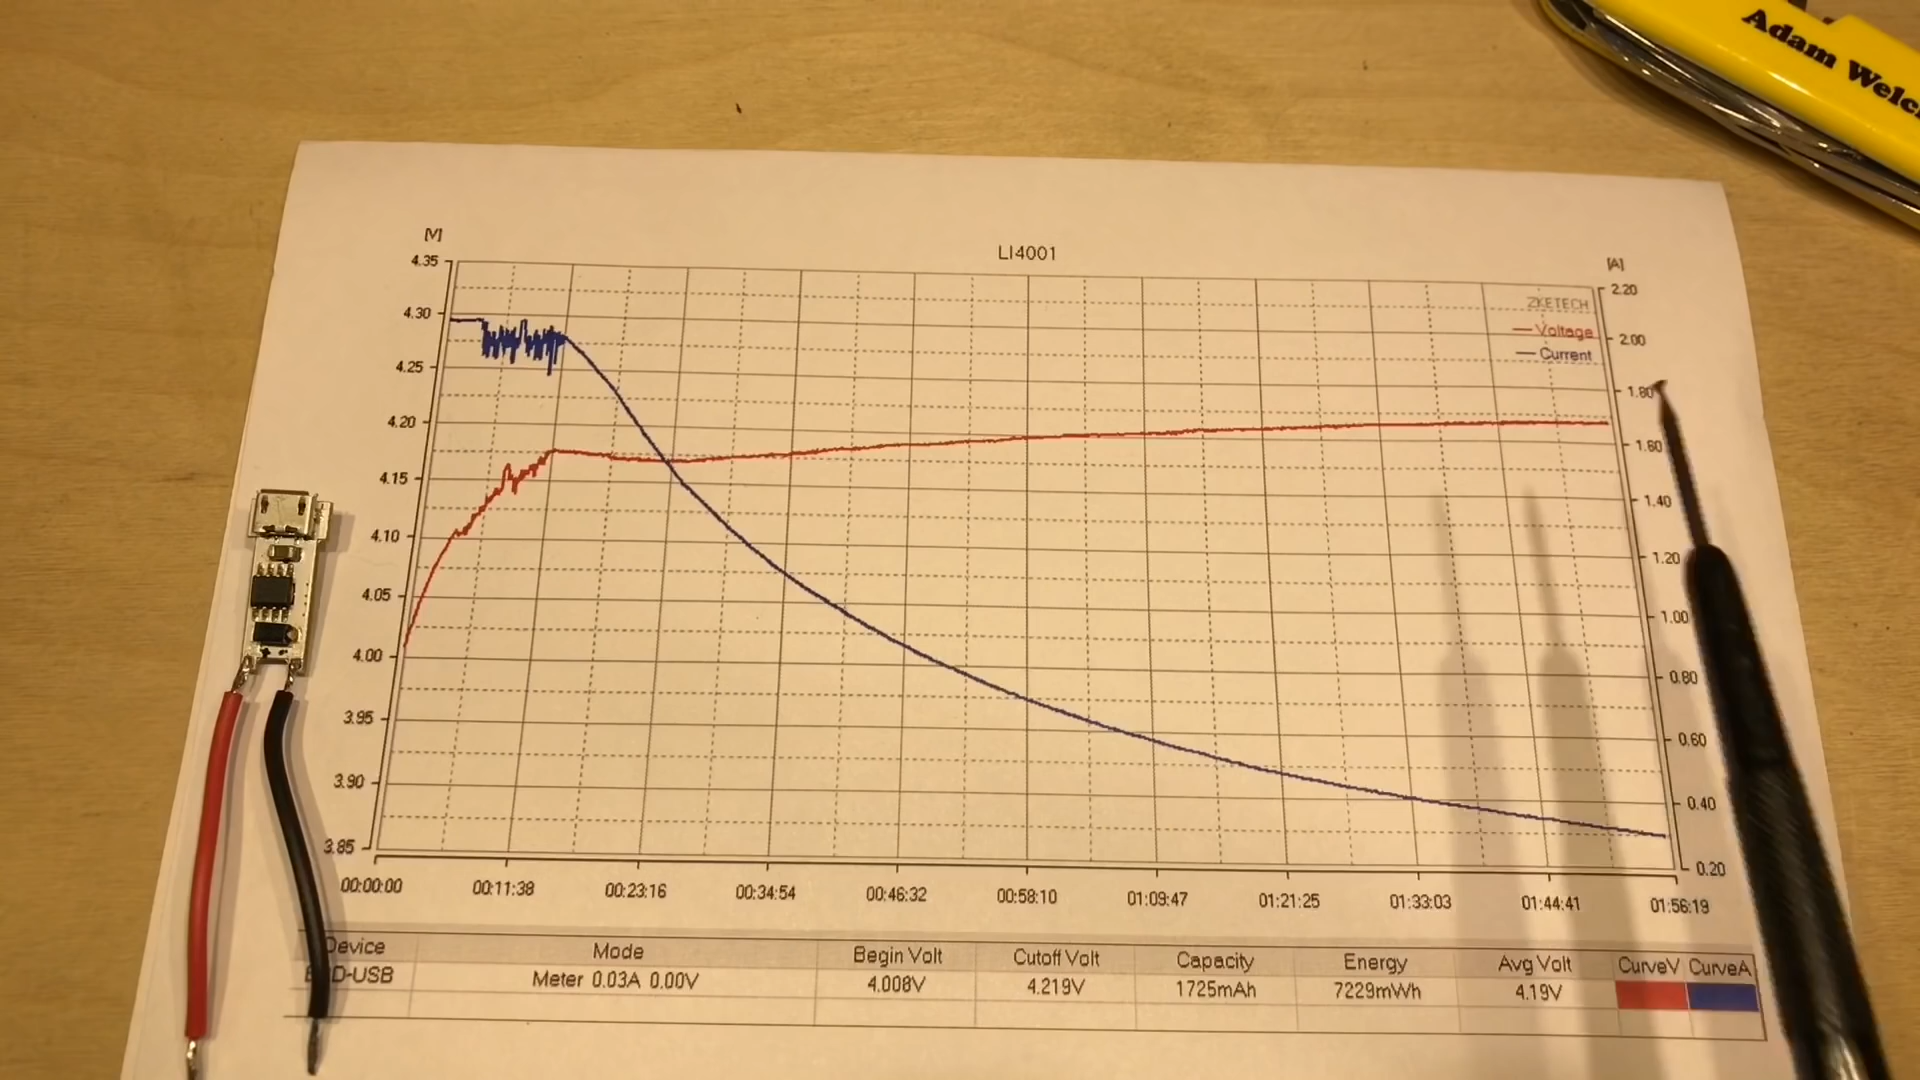 Adam Welc
[V]
LI4001
[A]
4.35
4.30
4.25
4.20
4.15
4.10
4.05
4.00
3.95
3.90
3.85
ZKETECH
Voltage
Current
2.20
2.00
1.80
1.60
1.40
1.20
1.00
0.80
0.60
0.40
0.20
00:00:00 00:11:38 00:23:16 00:34:54 00:46:32 00:58:10 01:09:47 01:21:25 01:33:03 01:44:41 01:56:19
Device Mode Begin Volt Cutoff Volt Capacity Energy Avg Volt CurveV CurveA
Meter 0.03A 0.00V 4.008V 4.219V 1725mAh 7229mWh 4.19V